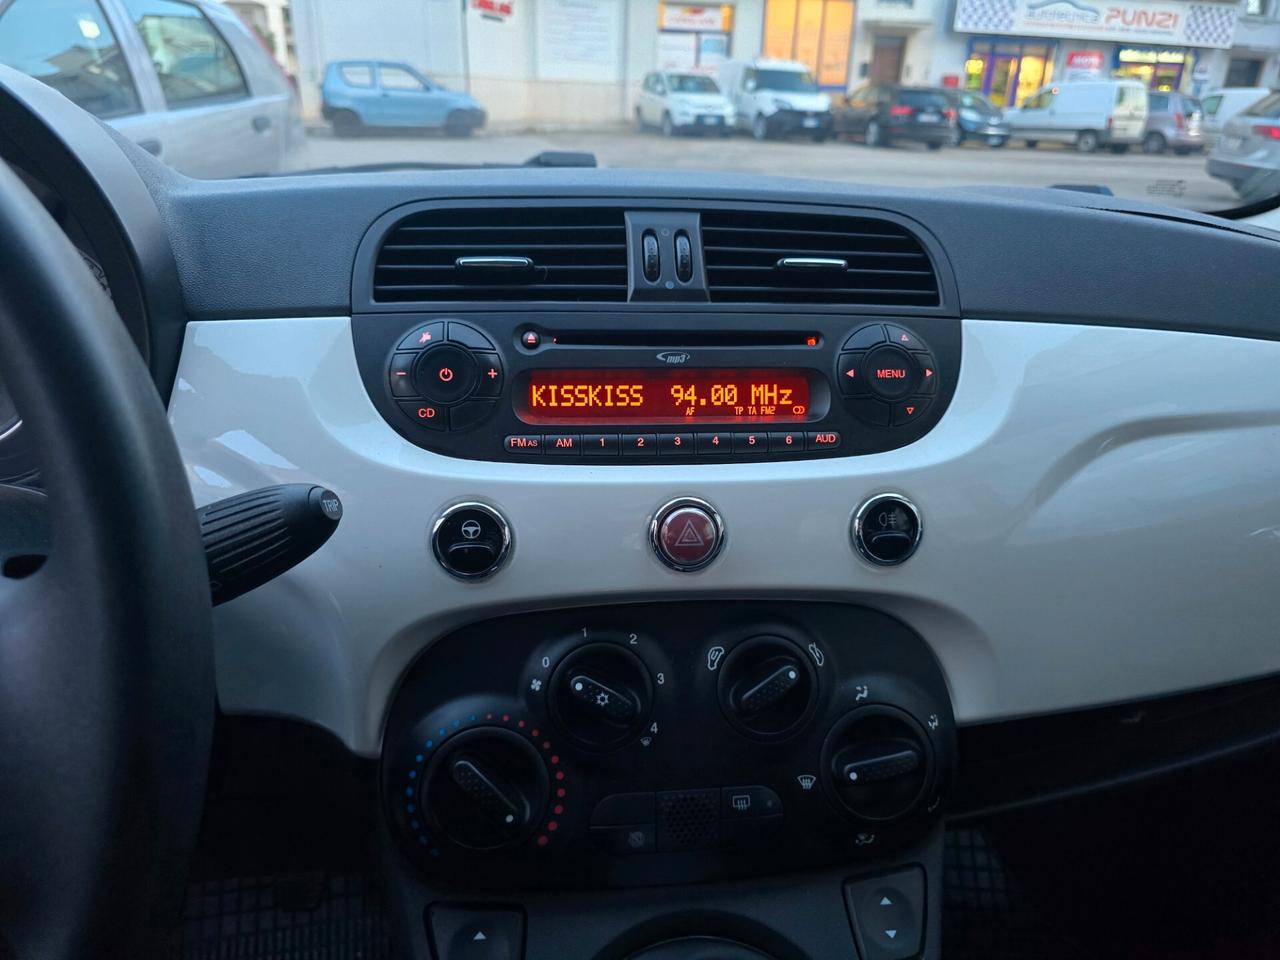 PUNZI
mp3
KISSKISS 94.00 MHz
AF TP TA FM2
MENU
CD
FM AS AM 1 2 3 4 5 6 AUD
TRIP
0 1 2 3 4